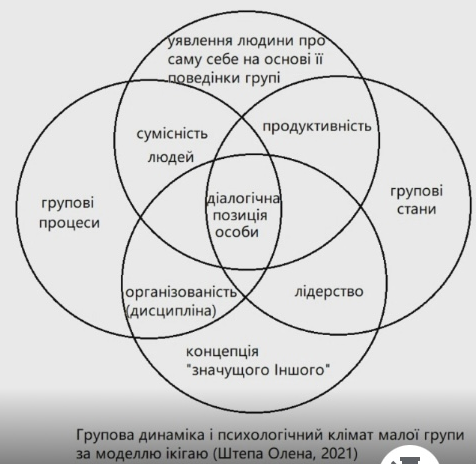 уявлення людини про
саму себе на основі її
поведінки групі
сумісність
людей
продуктивність
групові
процеси
діалогічна
позиція
особи
групові
стани
організованість
(дисципліна)
лідерство
концепція
"значущого Іншого"
Групова динаміка і психологічний клімат малої групи
за моделлю ікігаю (Штепа Олена, 2021)